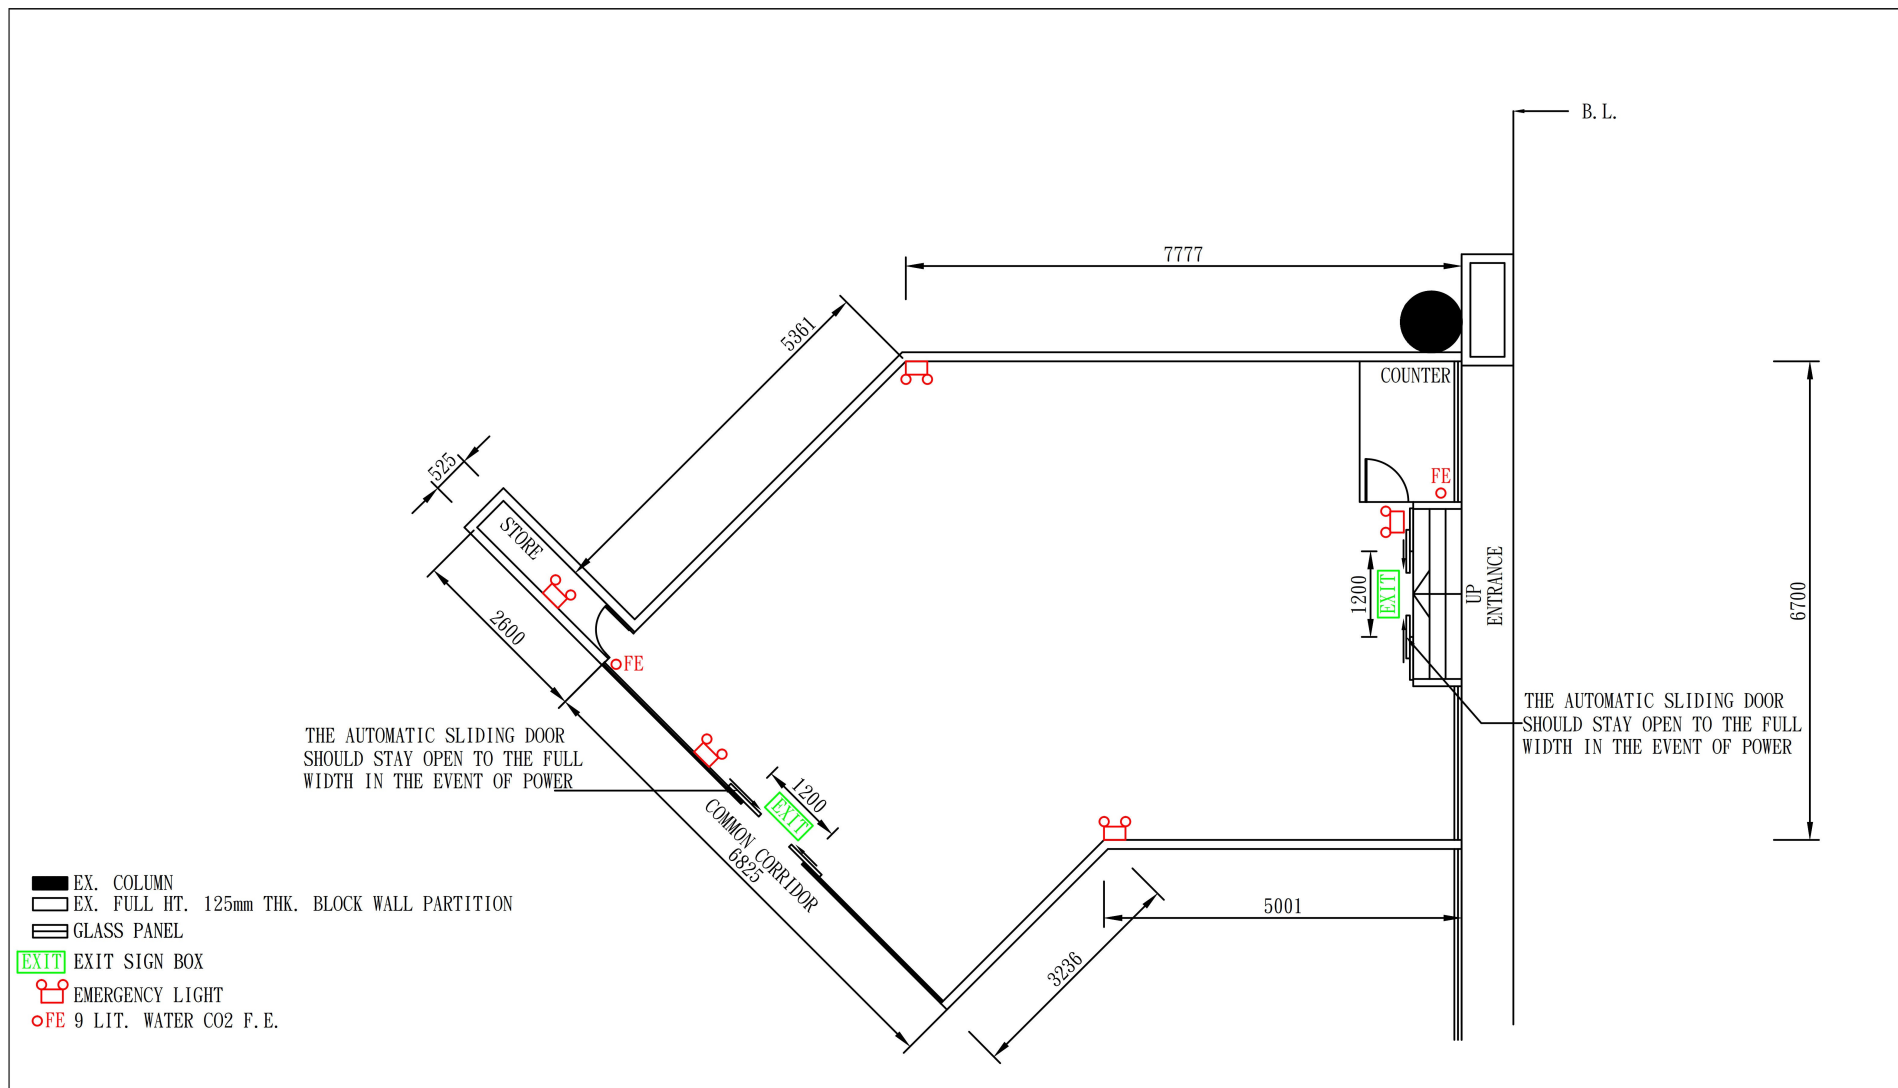 B.L.
7777
5361
COUNTER
525
STORE
FE
2600
1200
EXIT
UP
ENTRANCE
6700
FE
THE AUTOMATIC SLIDING DOOR
SHOULD STAY OPEN TO THE FULL
WIDTH IN THE EVENT OF POWER
THE AUTOMATIC SLIDING DOOR
SHOULD STAY OPEN TO THE FULL
WIDTH IN THE EVENT OF POWER
1200
EXIT
COMMON CORRIDOR
6825
5001
3236
EX. COLUMN
EX. FULL HT. 125mm THK. BLOCK WALL PARTITION
GLASS PANEL
EXIT EXIT SIGN BOX
EMERGENCY LIGHT
FE 9 LIT. WATER CO2 F.E.